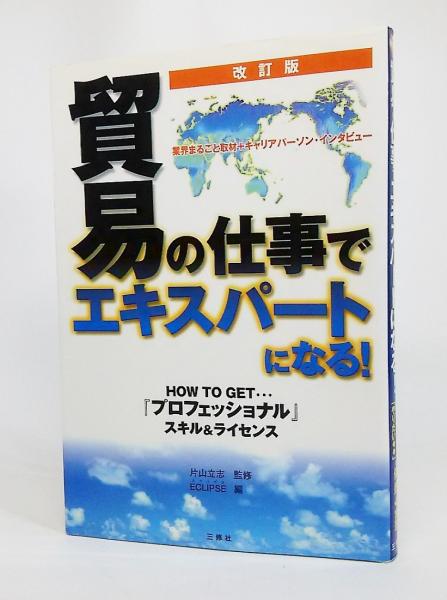 改訂版
業界まるごと取材+キャリアパーソン・インタビュー
貿易の仕事で
エキスパート
になる!
HOW TO GET・・・
『プロフェッショナル』
スキル&ライセンス
片山立志 監修
ECLIPSE 編
三修社